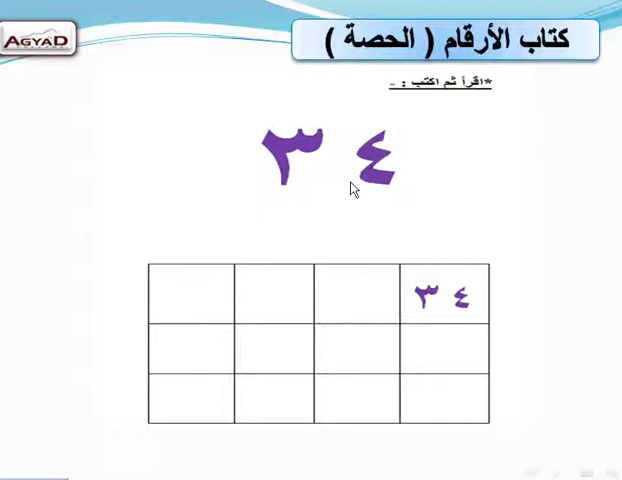 AGYAD
كتاب الأرقام ( الحصة )
*اقرأ ثم اكتب : -
٣٤
٣٤